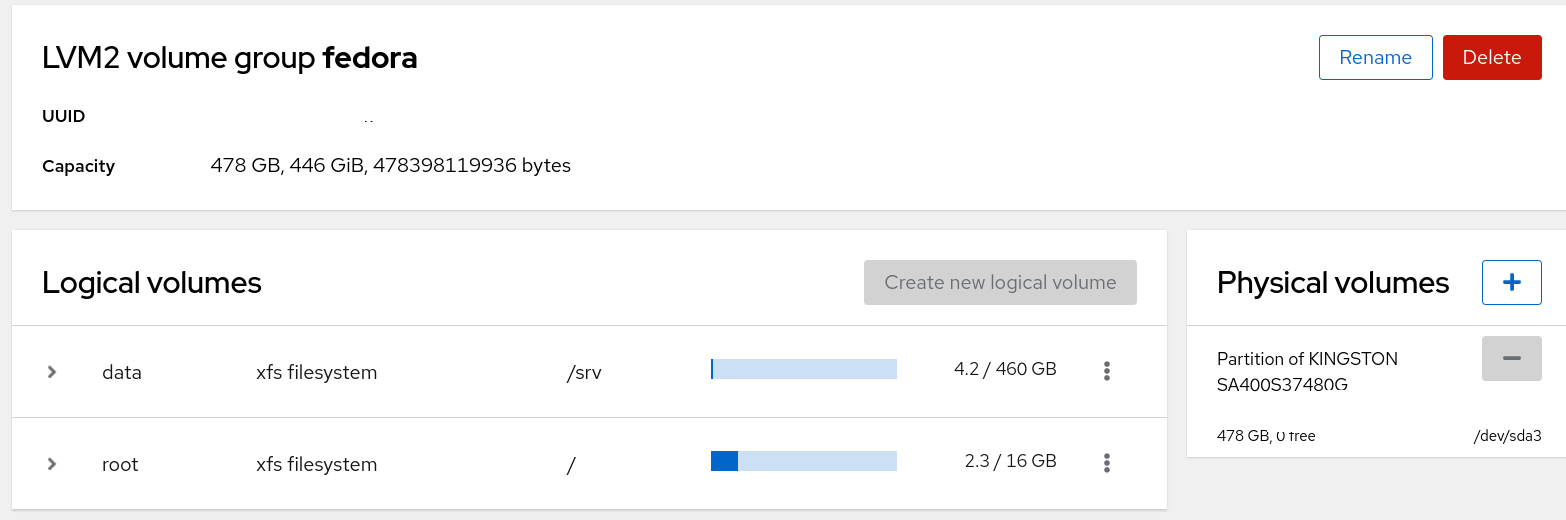 LVM2 volume group fedora
Rename
Delete
UUID
Capacity 478 GB, 446 GiB, 478398119936 bytes
Logical volumes
Create new logical volume
data xfs filesystem /srv 4.2 / 460 GB
root xfs filesystem / 2.3 / 16 GB
Physical volumes
Partition of KINGSTON
SA400S37480G
478 GB, 0 free /dev/sda3